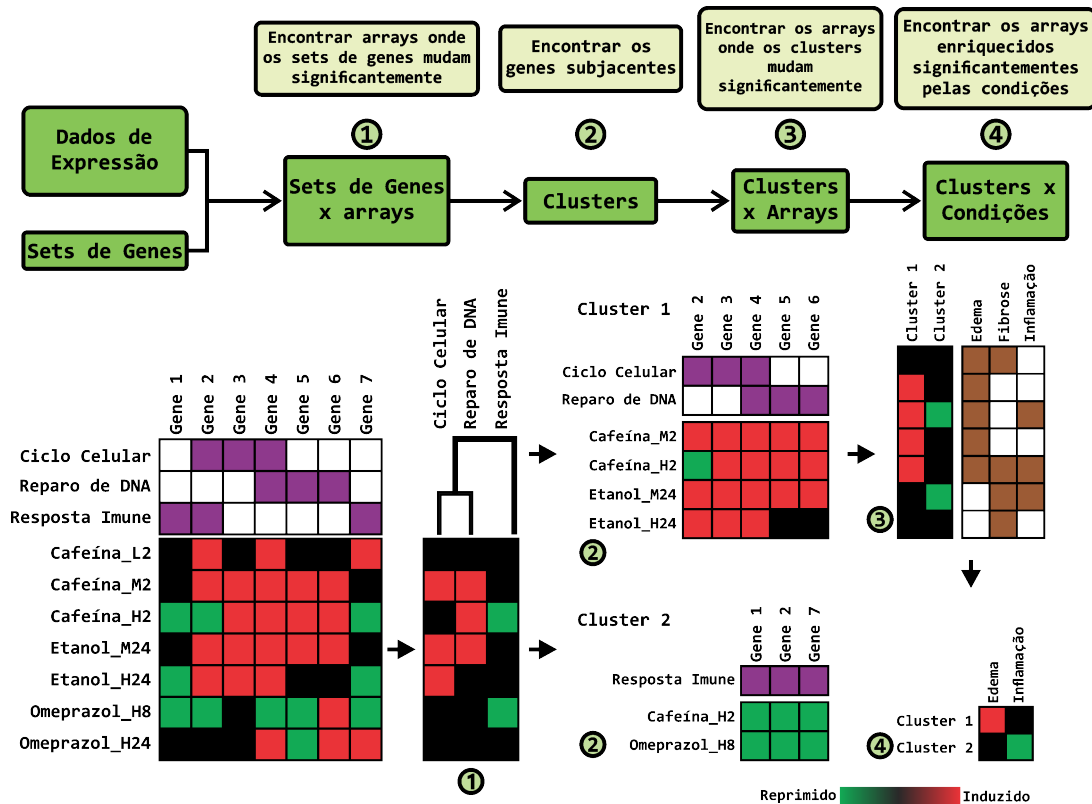 Encontrar arrays onde
os sets de genes mudam
significantemente
Encontrar os
genes subjacentes
Encontrar os arrays
onde os clusters
mudam
significantemente
Encontrar os arrays
enriquecidos
significantemente
pelas condições
1
2
3
4
Dados de
Expressão
Sets de Genes
Sets de Genes
x arrays
Clusters
Clusters
x Arrays
Clusters x
Condições
Gene 1
Gene 2
Gene 3
Gene 4
Gene 5
Gene 6
Gene 7
Ciclo Celular
Reparo de DNA
Resposta Imune
Cafeína_L2
Cafeína_M2
Cafeína_H2
Etanol_M24
Etanol_H24
Omeprazol_H8
Omeprazol_H24
Ciclo Celular
Reparo de DNA
Resposta Imune
1
Cluster 1
Gene 2
Gene 3
Gene 4
Gene 5
Gene 6
Ciclo Celular
Reparo de DNA
Cafeína_M2
Cafeína_H2
Etanol_M24
Etanol_H24
2
Cluster 2
Gene 1
Gene 2
Gene 7
Resposta Imune
Cafeína_H2
Omeprazol_H8
2
Cluster 1
Cluster 2
Edema
Fibrose
Inflamação
3
Edema
Inflamação
Cluster 1
Cluster 2
4
Reprimido
Induzido